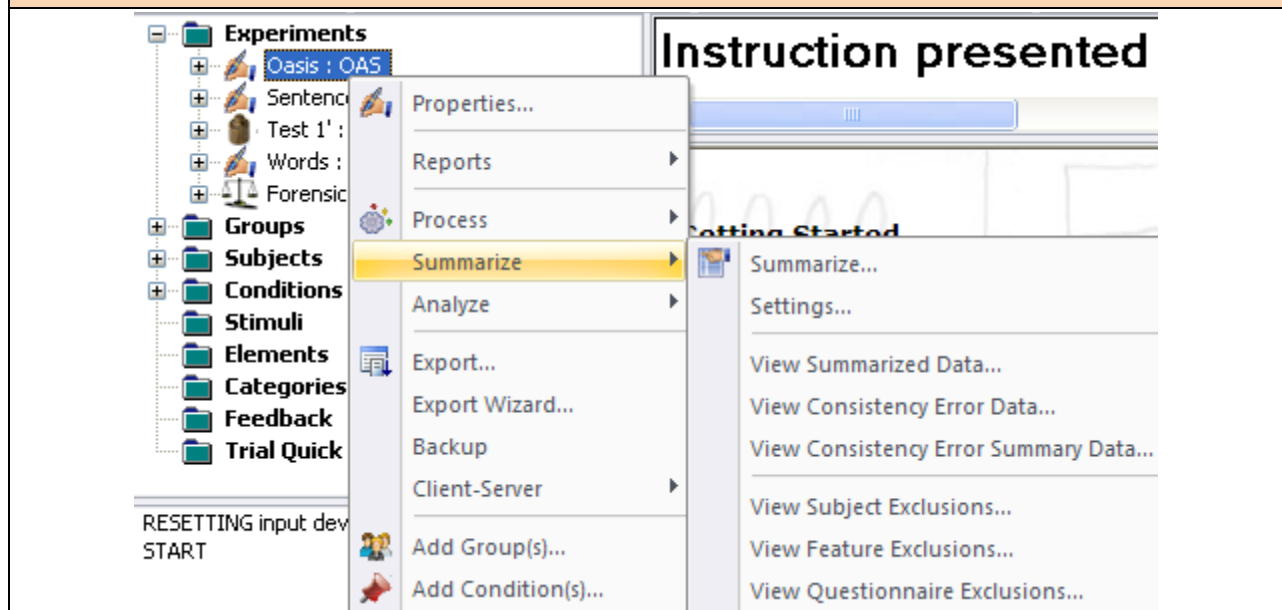 Experiments
Oasis : OAS
Sentenc
Test 1' :
Words :
Forensic
Groups
Subjects
Conditions
Stimuli
Elements
Categories
Feedback
Trial Quick
RESETTING input dev
START
Properties...
Reports
Process
Summarize
Analyze
Export...
Export Wizard...
Backup
Client-Server
Add Group(s)...
Add Condition(s)...
Instruction presented
Getting Started
Summarize...
Settings...
View Summarized Data...
View Consistency Error Data...
View Consistency Error Summary Data...
View Subject Exclusions...
View Feature Exclusions...
View Questionnaire Exclusions...